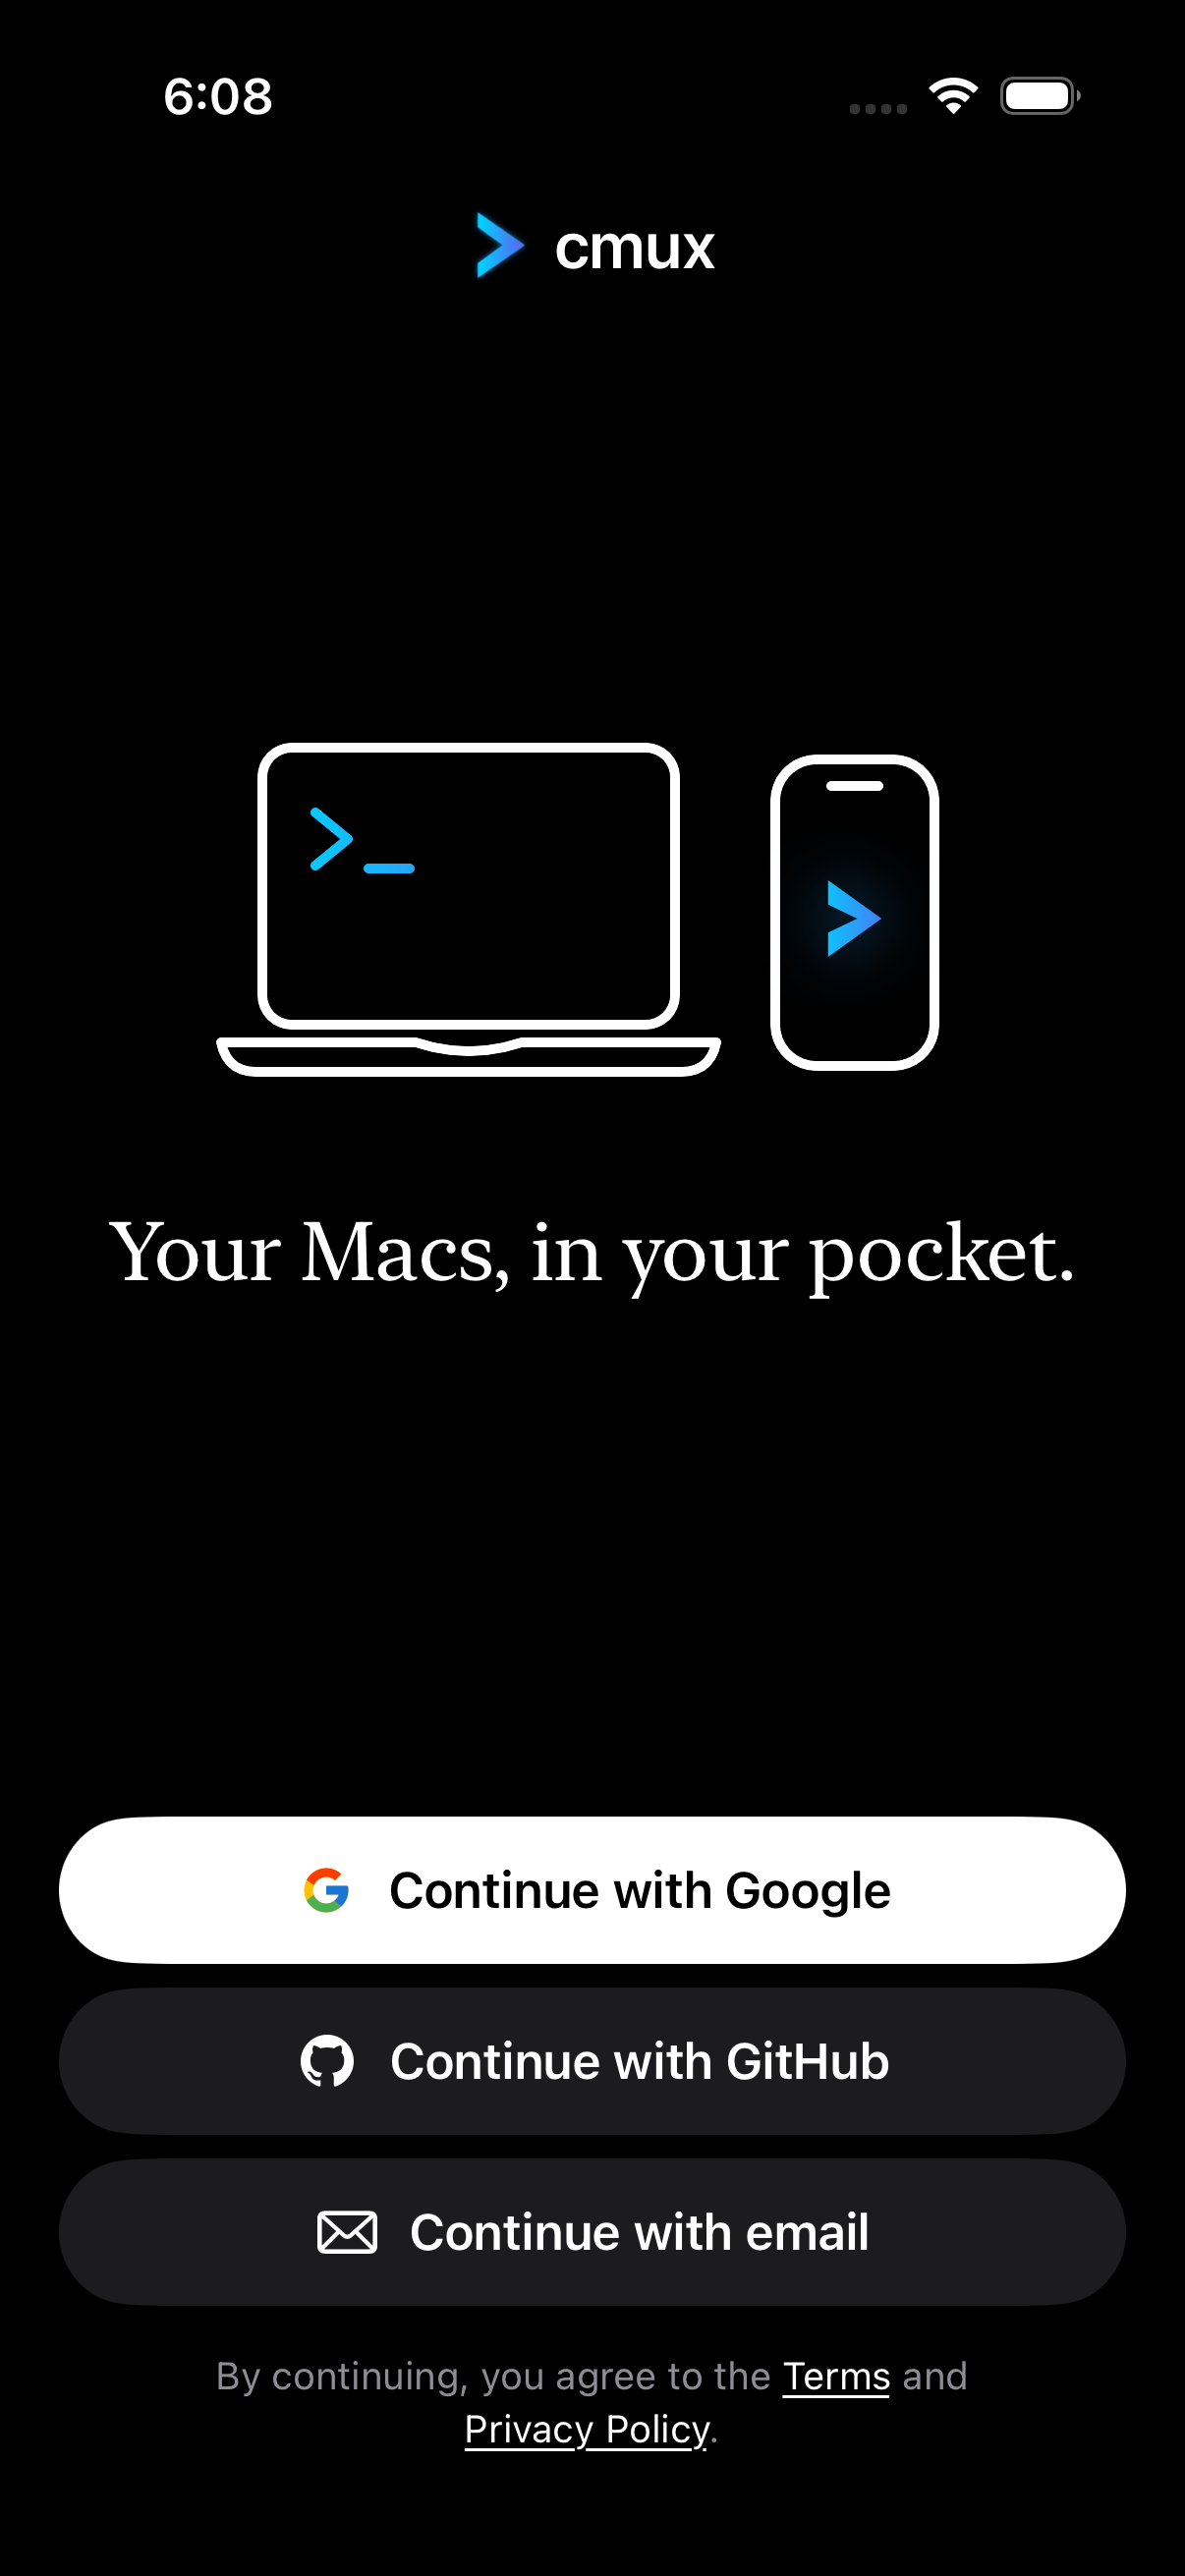 6:08
cmux
>_
Your Macs, in your pocket.
Continue with Google
Continue with GitHub
Continue with email
By continuing, you agree to the Terms and
Privacy Policy.